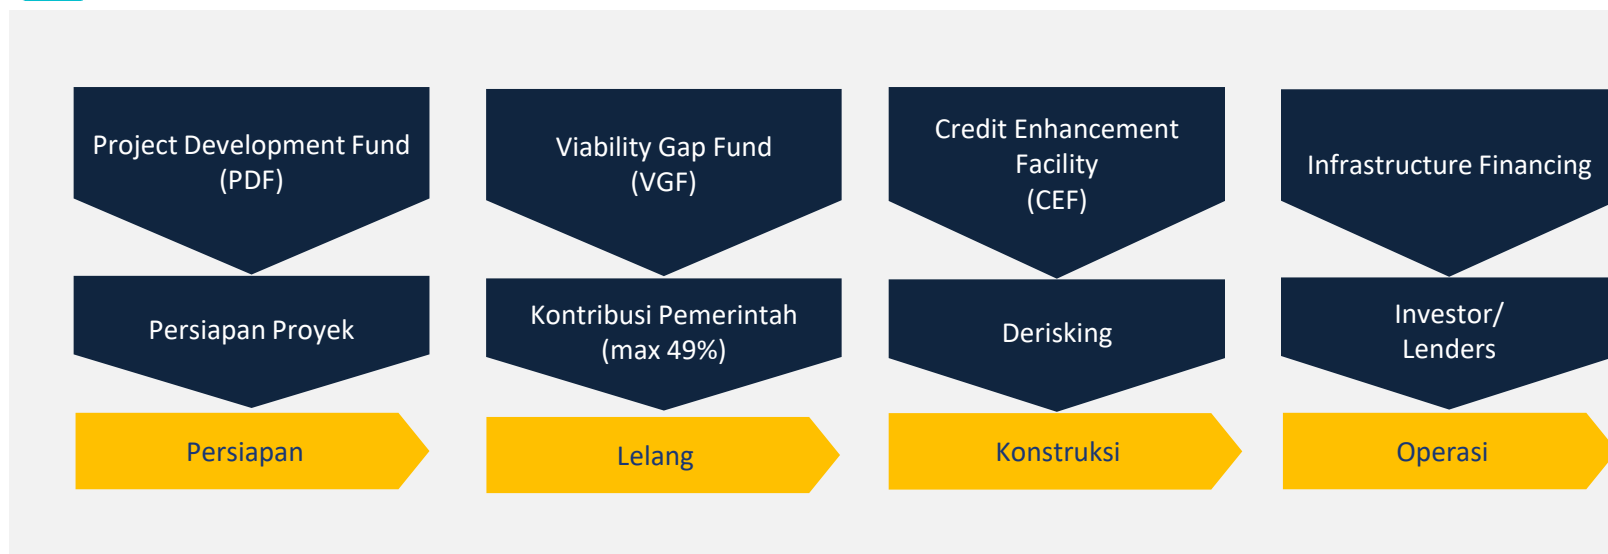 Project Development Fund
(PDF)
Viability Gap Fund
(VGF)
Credit Enhancement
Facility
(CEF)
Infrastructure Financing
Persiapan Proyek
Kontribusi Pemerintah
(max 49%)
Derisking
Investor/
Lenders
Persiapan
Lelang
Konstruksi
Operasi